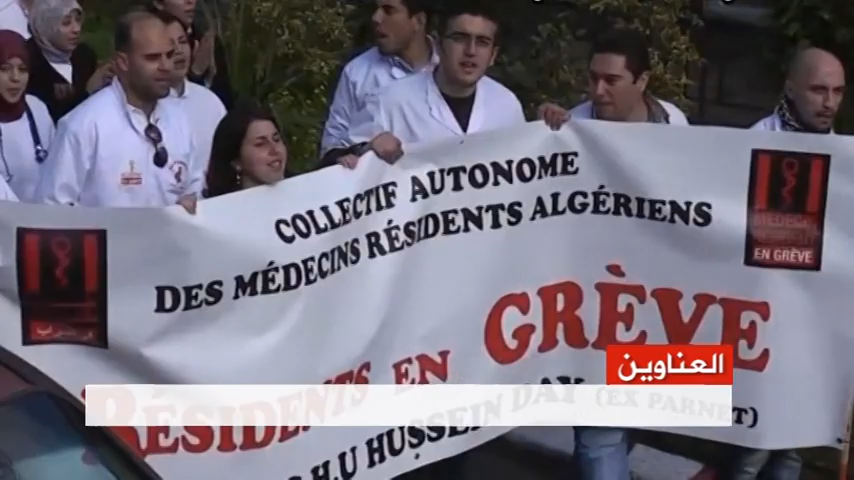 COLLECTIF AUTONOME
DES MÉDECINS RÉSIDENTS ALGÉRIENS
EN GRÈVE
RÉSIDENTS EN GRÈVE
العناوين
H.U HUSSEIN DAY (EX PARNET)